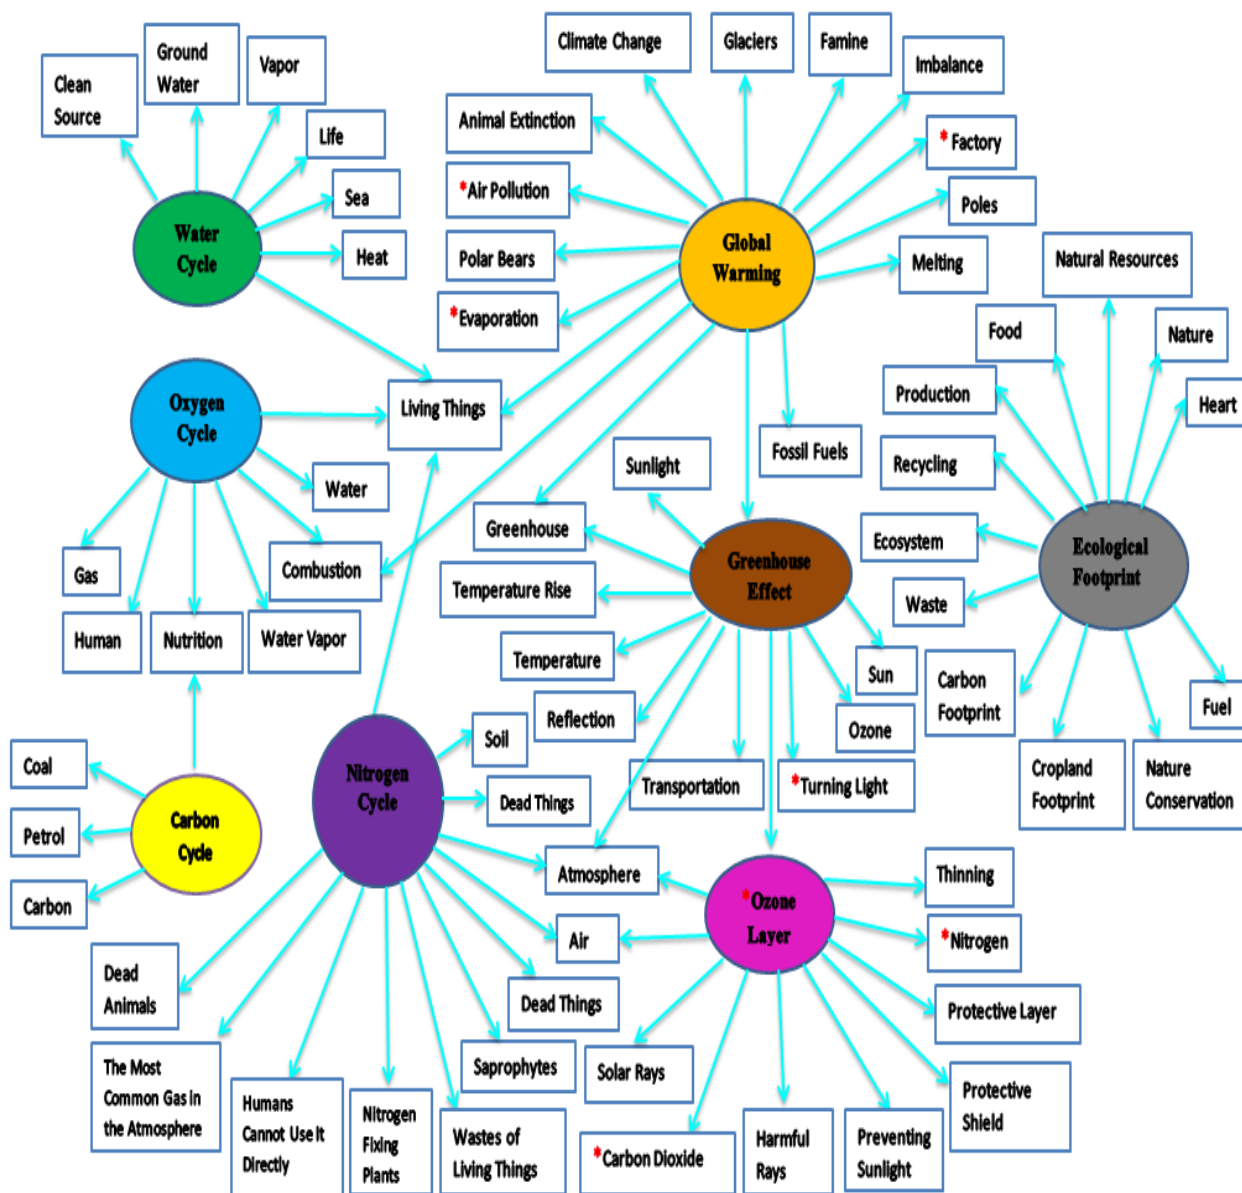 Clean
Source
Ground
Water
Vapor
Life
Sea
Heat
Water
Cycle
Climate Change
Glaciers
Famine
Imbalance
Animal Extinction
*Factory
*Air Pollution
Poles
Polar Bears
Melting
*Evaporation
Global
Warming
Natural Resources
Food
Nature
Production
Heart
Recycling
Ecosystem
Waste
Ecological
Footprint
Carbon
Footprint
Cropland
Footprint
Nature
Conservation
Fuel
Oxygen
Cycle
Living Things
Water
Gas
Combustion
Human
Nutrition
Water Vapor
Fossil Fuels
Sunlight
Greenhouse
Greenhouse
Effect
Temperature Rise
Temperature
Reflection
Transportation
*Turning Light
Ozone
Sun
Coal
Petrol
Carbon
Carbon
Cycle
Nitrogen
Cycle
Soil
Dead Things
Atmosphere
Air
Dead Things
Saprophytes
Wastes of
Living Things
Nitrogen
Fixing
Plants
Humans
Cannot Use It
Directly
The Most
Common Gas in
the Atmosphere
Dead
Animals
*Ozone
Layer
Thinning
*Nitrogen
Protective Layer
Protective
Shield
Preventing
Sunlight
Harmful
Rays
*Carbon Dioxide
Solar Rays